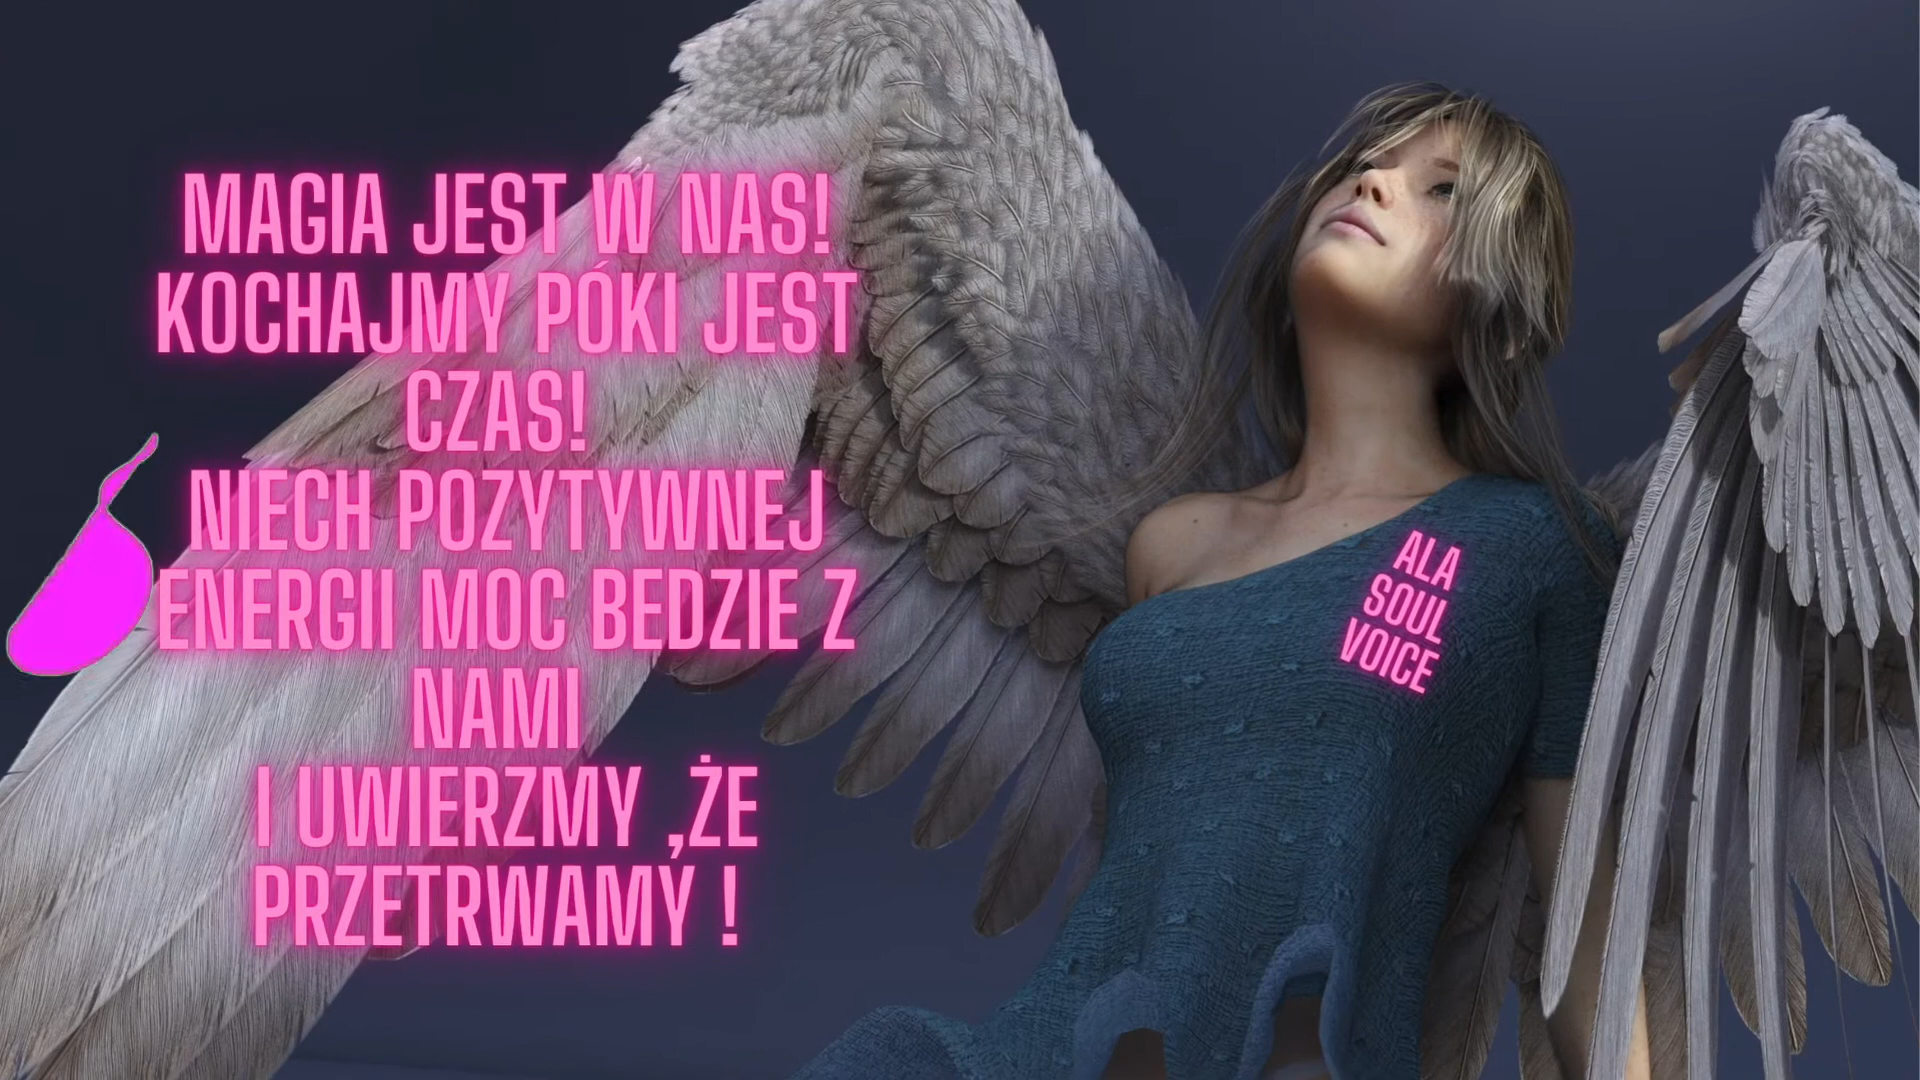 MAGIA JEST W NAS!
KOCHAJMY PÓKI JEST
CZAS!
NIECH POZYTYWNEJ
ENERGII MOC BEDZIE Z
NAMI
I UWIERZMY ,ŻE
PRZETRWAMY !
ALA
SOUL
VOICE